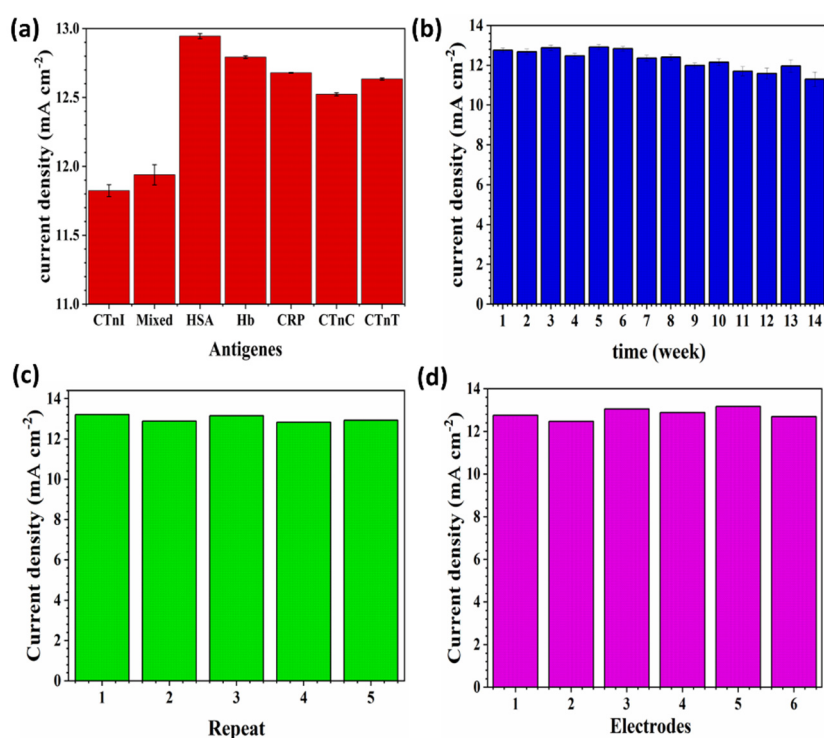 (a)
current density (mA cm⁻²)
13.0
12.5
12.0
11.5
11.0
CTnI Mixed HSA Hb CRP CTnC CTnT
Antigenes
(b)
current density (mA cm⁻²)
14
12
10
8
6
4
2
0
1 2 3 4 5 6 7 8 9 10 11 12 13 14
time (week)
(c)
Current density (mA cm⁻²)
14
12
10
8
6
4
2
0
1 2 3 4 5
Repeat
(d)
Current density (mA cm⁻²)
14
12
10
8
6
4
2
0
1 2 3 4 5 6
Electrodes